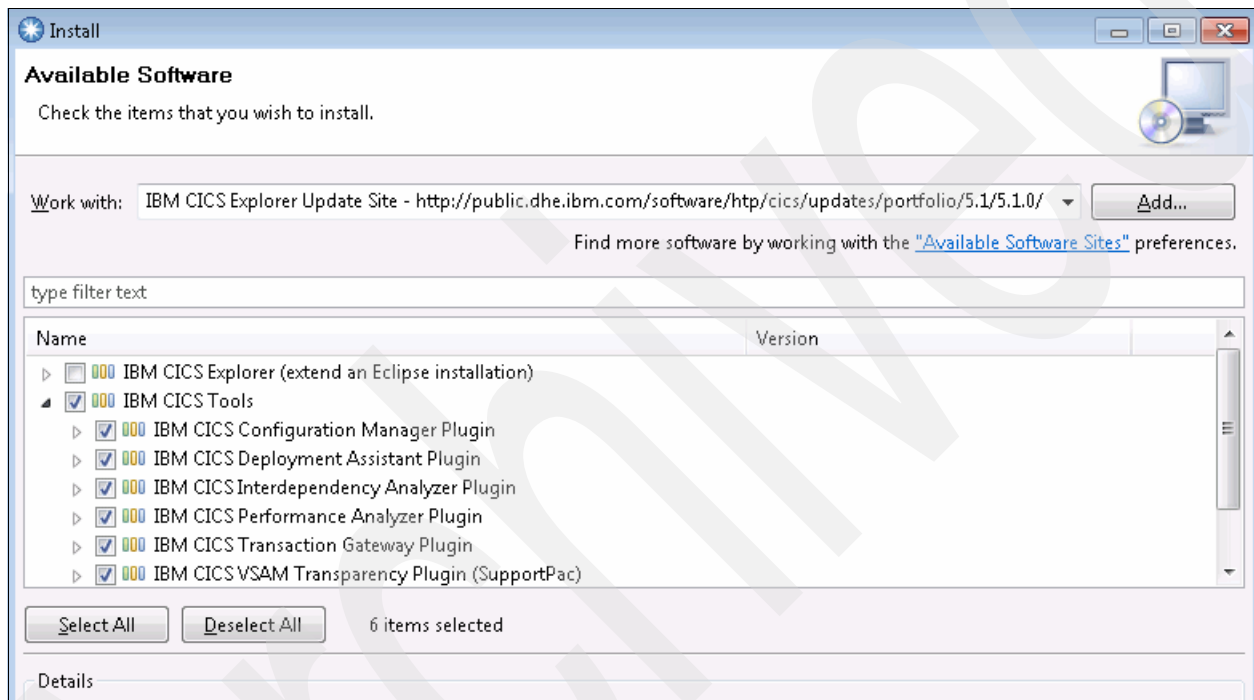 Install
Available Software
Check the items that you wish to install.
Work with: IBM CICS Explorer Update Site - http://public.dhe.ibm.com/software/htp/cics/updates/portfolio/5.1/5.1.0/ Add...
Find more software by working with the "Available Software Sites" preferences.
type filter text
Name Version
IBM CICS Explorer (extend an Eclipse installation)
IBM CICS Tools
IBM CICS Configuration Manager Plugin
IBM CICS Deployment Assistant Plugin
IBM CICS Interdependency Analyzer Plugin
IBM CICS Performance Analyzer Plugin
IBM CICS Transaction Gateway Plugin
IBM CICS VSAM Transparency Plugin (SupportPac)
Select All Deselect All 6 items selected
Details